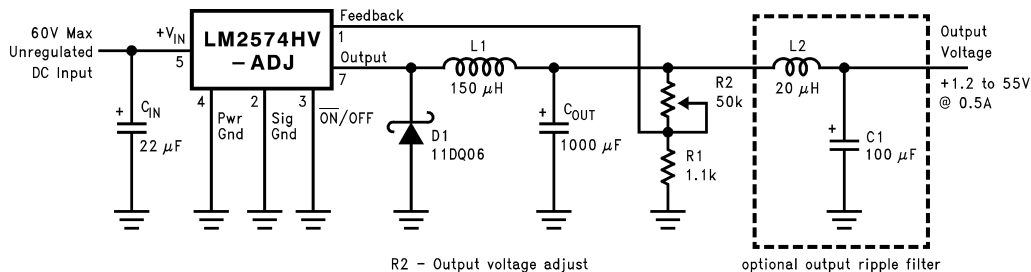 60V Max
Unregulated
DC Input
+VIN
5
LM2574HV
-ADJ
Feedback
1
Output
7
4
Pwr
Gnd
2
Sig
Gnd
3
ON/OFF
+
CIN
22 µF
D1
11DQ06
L1
150 µH
+
COUT
1000 µF
R2
50k
R1
1.1k
L2
20 µH
+
C1
100 µF
Output
Voltage
+1.2 to 55V
@ 0.5A
R2 - Output voltage adjust
optional output ripple filter